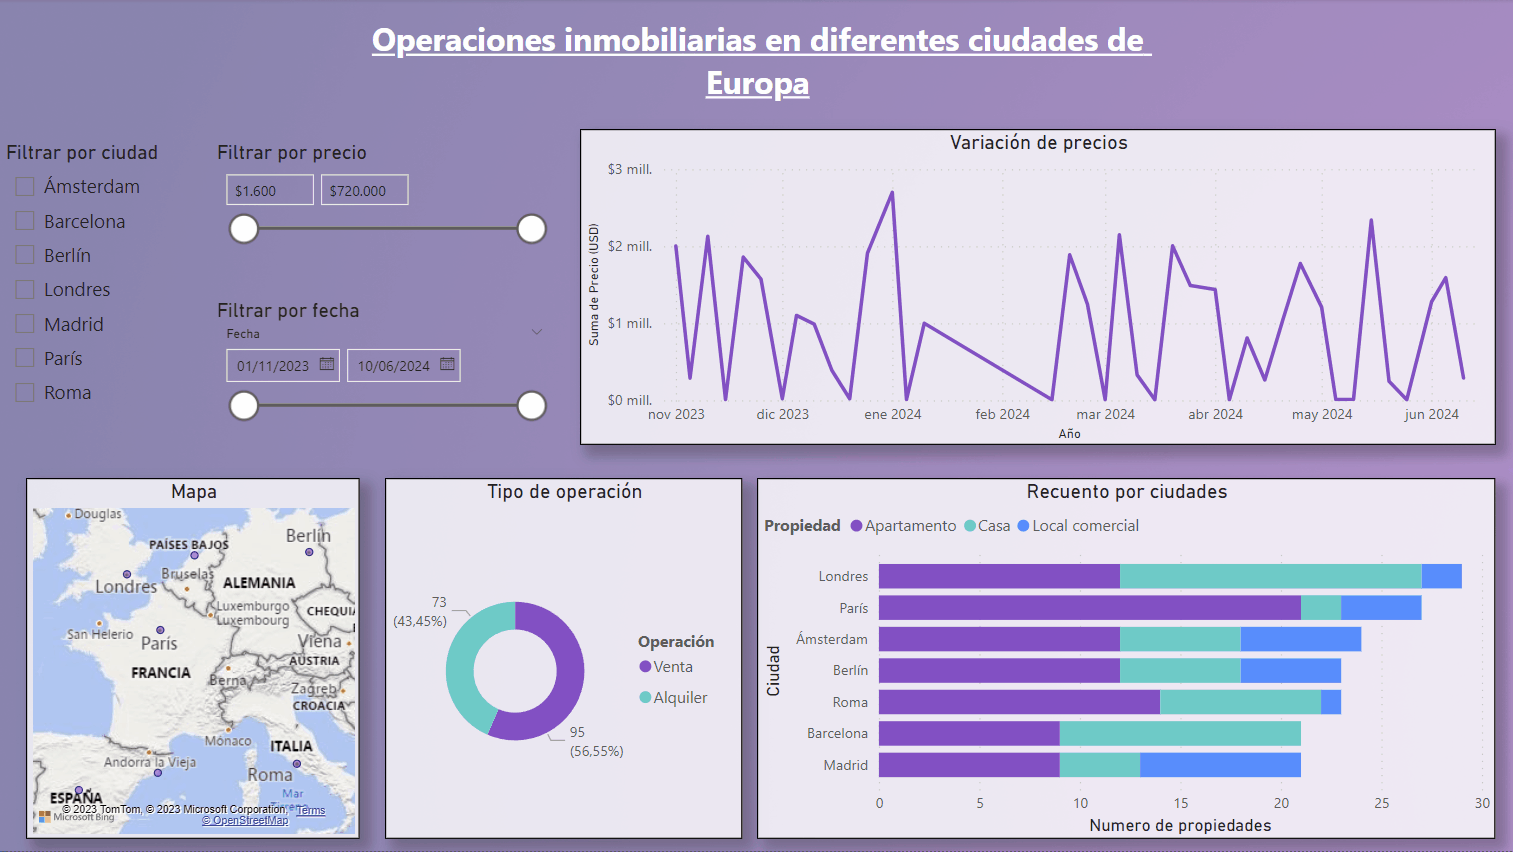 Operaciones inmobiliarias en diferentes ciudades de
Europa
Filtrar por ciudad
Ámsterdam
Barcelona
Berlín
Londres
Madrid
París
Roma
Filtrar por precio
$1.600 $720.000
Filtrar por fecha
Fecha
01/11/2023 10/06/2024
Variación de precios
Suma de Precio (USD)
$3 mill.
$2 mill.
$1 mill.
$0 mill.
nov 2023 dic 2023 ene 2024 feb 2024 mar 2024 abr 2024 may 2024 jun 2024
Año
Mapa
Douglas
Berlín
PAÍSES BAJOS
Londres
Bruselas
ALEMANIA
Luxemburgo
Luxembourg
CHEQUI
San Helerio
París
Viena
AUSTRIA
FRANCIA
Berna
Zagreb
CROACIA
Mónaco
ITALIA
Andorra la Vieja
Roma
Mar
ESPAÑA
© 2023 TomTom, © 2023 Microsoft Corporation, Terms
Microsoft Bing
© OpenStreetMap
Tipo de operación
73
(43,45%)
95
(56,55%)
Operación
Venta
Alquiler
Recuento por ciudades
Propiedad Apartamento Casa Local comercial
Ciudad
Londres
París
Ámsterdam
Berlín
Roma
Barcelona
Madrid
0 5 10 15 20 25 30
Numero de propiedades